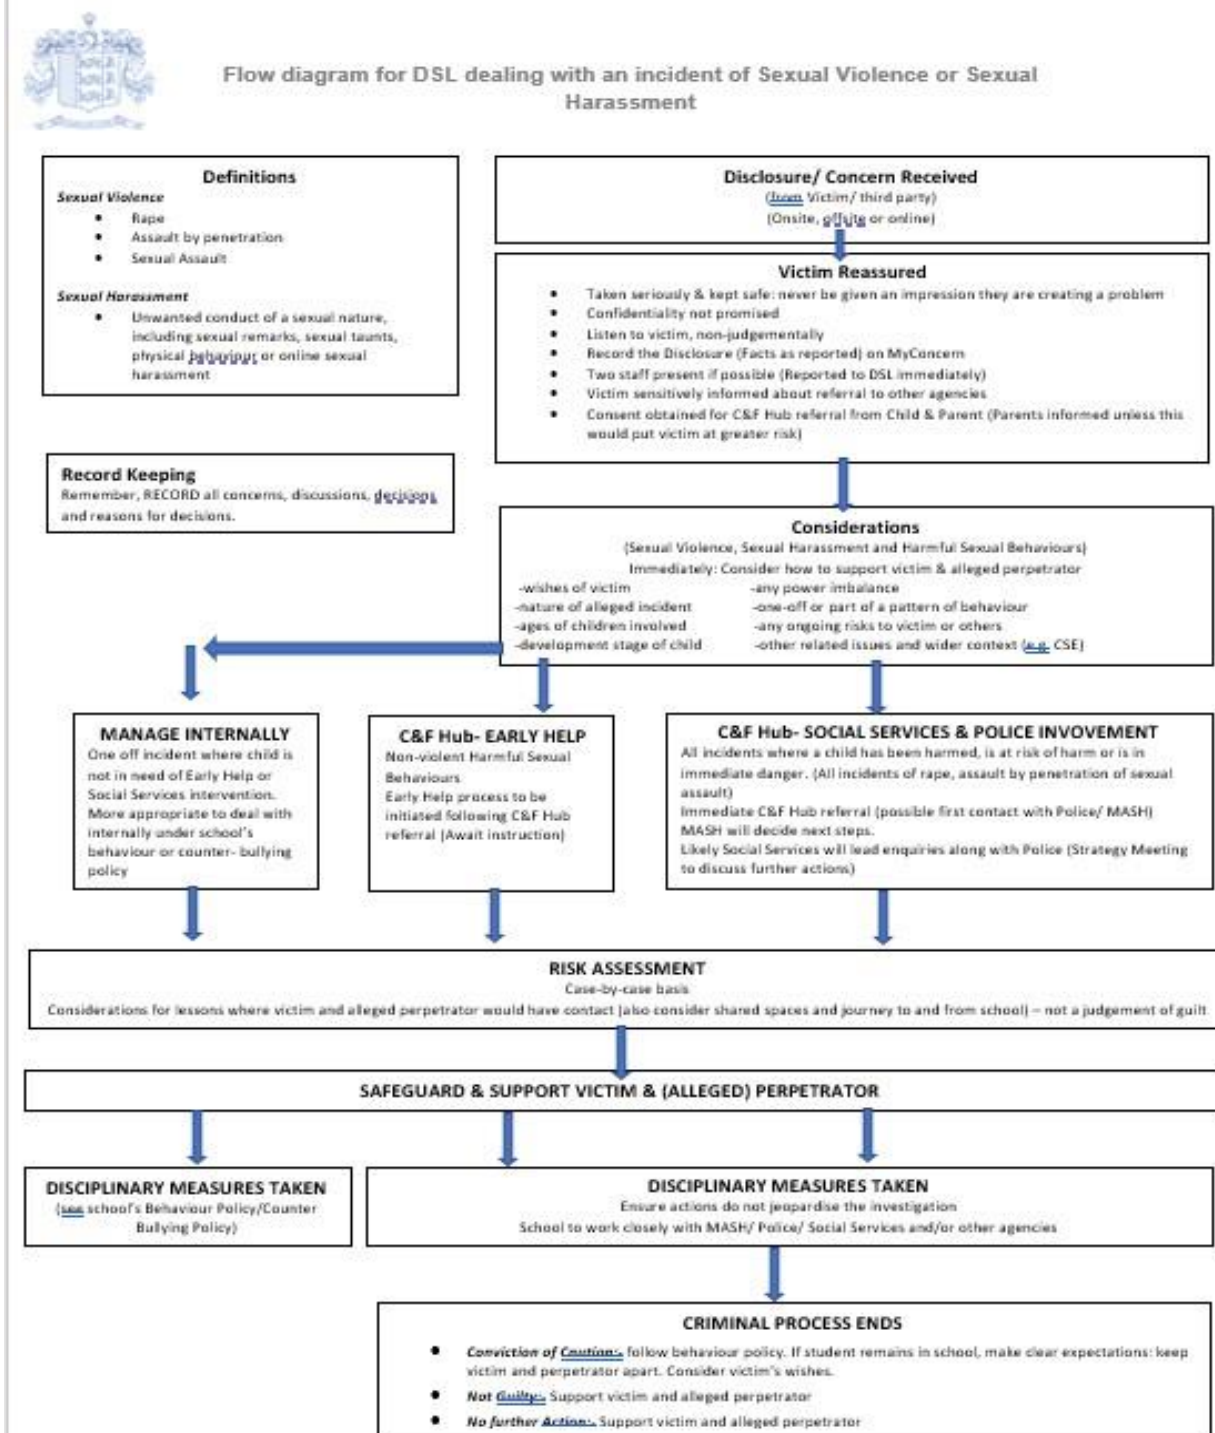 Flow diagram for DSL dealing with an incident of Sexual Violence or Sexual
Harassment
Definitions
Sexual Violence
• Rape
• Assault by penetration
• Sexual Assault
Sexual Harassment
• Unwanted conduct of a sexual nature,
including sexual remarks, sexual taunts,
physical behaviour or online sexual
harassment
Record Keeping
Remember, RECORD all concerns, discussions, decisions
and reasons for decisions.
Disclosure/ Concern Received
(from Victim/ third party)
(Onsite, offsite or online)
Victim Reassured
• Taken seriously & kept safe: never be given an impression they are creating a problem
• Confidentiality not promised
• Listen to victim, non-judgementally
• Record the Disclosure (Facts as reported) on MyConcern
• Two staff present if possible (Reported to DSL immediately)
• Victim sensitively informed about referral to other agencies
• Consent obtained for C&F Hub referral from Child & Parent (Parents informed unless this
would put victim at greater risk)
Considerations
(Sexual Violence, Sexual Harassment and Harmful Sexual Behaviours)
Immediately: Consider how to support victim & alleged perpetrator
-wishes of victim
-nature of alleged incident
-ages of children involved
-development stage of child
-any power imbalance
-one-off or part of a pattern of behaviour
-any ongoing risks to victim or others
-other related issues and wider context (e.g. CSE)
MANAGE INTERNALLY
One off incident where child is
not in need of Early Help or
Social Services intervention.
More appropriate to deal with
internally under school's
behaviour or counter- bullying
policy
C&F Hub- EARLY HELP
Non-violent Harmful Sexual
Behaviours
Early Help process to be
initiated following C&F Hub
referral (Await instruction)
C&F Hub- SOCIAL SERVICES & POLICE INVOVEMENT
All incidents where a child has been harmed, is at risk of harm or is in
immediate danger. (All incidents of rape, assault by penetration of sexual
assault)
Immediate C&F Hub referral (possible first contact with Police/ MASH)
MASH will decide next steps.
Likely Social Services will lead enquiries along with Police (Strategy Meeting
to discuss further actions)
RISK ASSESSMENT
Case-by-case basis
Considerations for lessons where victim and alleged perpetrator would have contact (also consider shared spaces and journey to and from school) – not a judgement of guilt
SAFEGUARD & SUPPORT VICTIM & (ALLEGED) PERPETRATOR
DISCIPLINARY MEASURES TAKEN
(see school's Behaviour Policy/Counter
Bullying Policy)
DISCIPLINARY MEASURES TAKEN
Ensure actions do not jeopardise the investigation
School to work closely with MASH/ Police/ Social Services and/or other agencies
CRIMINAL PROCESS ENDS
• Conviction of Caution:- follow behaviour policy. If student remains in school, make clear expectations: keep
victim and perpetrator apart. Consider victim's wishes.
• Not Guilty:- Support victim and alleged perpetrator
• No further Action:- Support victim and alleged perpetrator